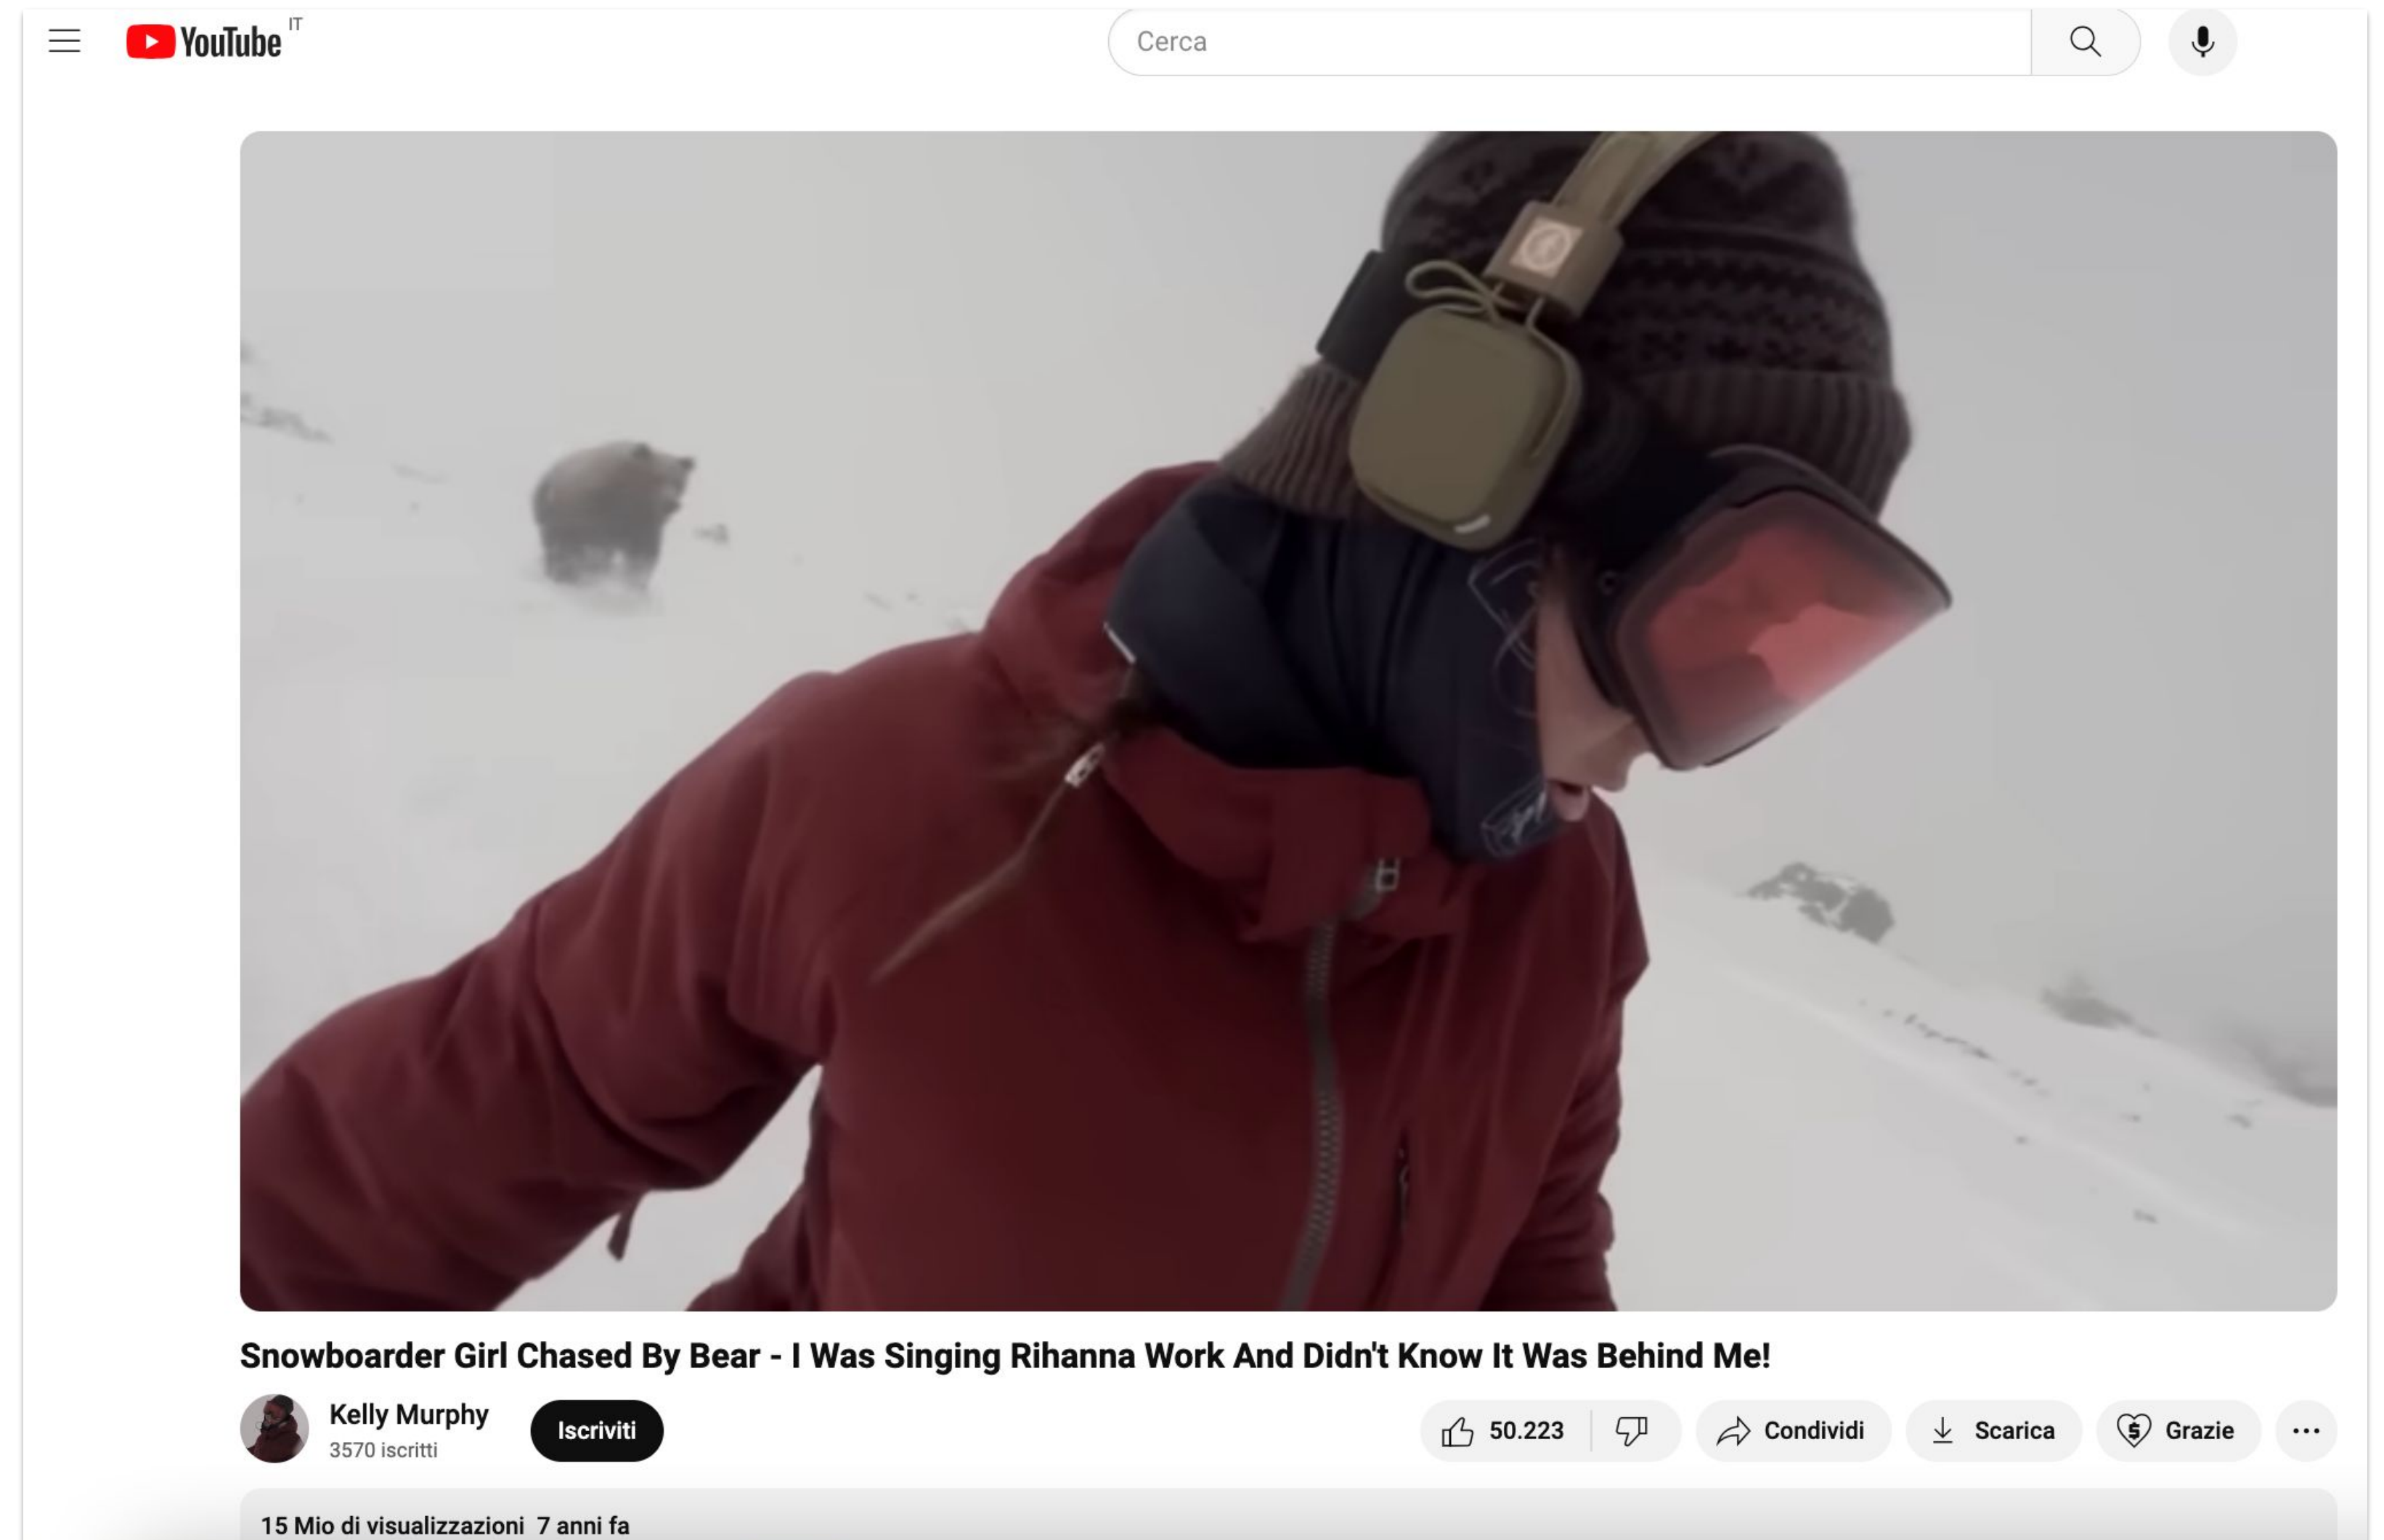 YouTube IT
Cerca
Snowboarder Girl Chased By Bear - I Was Singing Rihanna Work And Didn't Know It Was Behind Me!
Kelly Murphy
3570 iscritti
Iscriviti
50.223
Condividi
Scarica
Grazie
15 Mio di visualizzazioni 7 anni fa